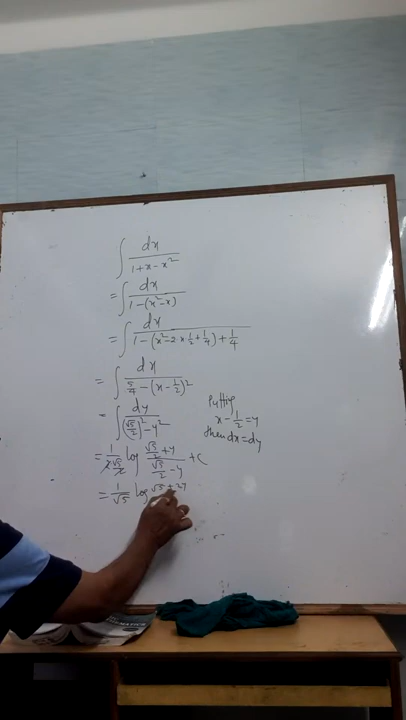 ∫ dx / (1+x-x²)
= ∫ dx / (1-(x²-x))
= ∫ dx / (1-(x²-2×1/2+1/4)+1/4)
= ∫ dx / (5/4-(x-1/2)²)
= ∫ dy / ((√5/2)²-y²)
Putting
x-1/2=y
then dx=dy
= 1/(2√5/2) log (√5/2+y)/(√5/2-y) +C
= 1/√5 log √5+2y